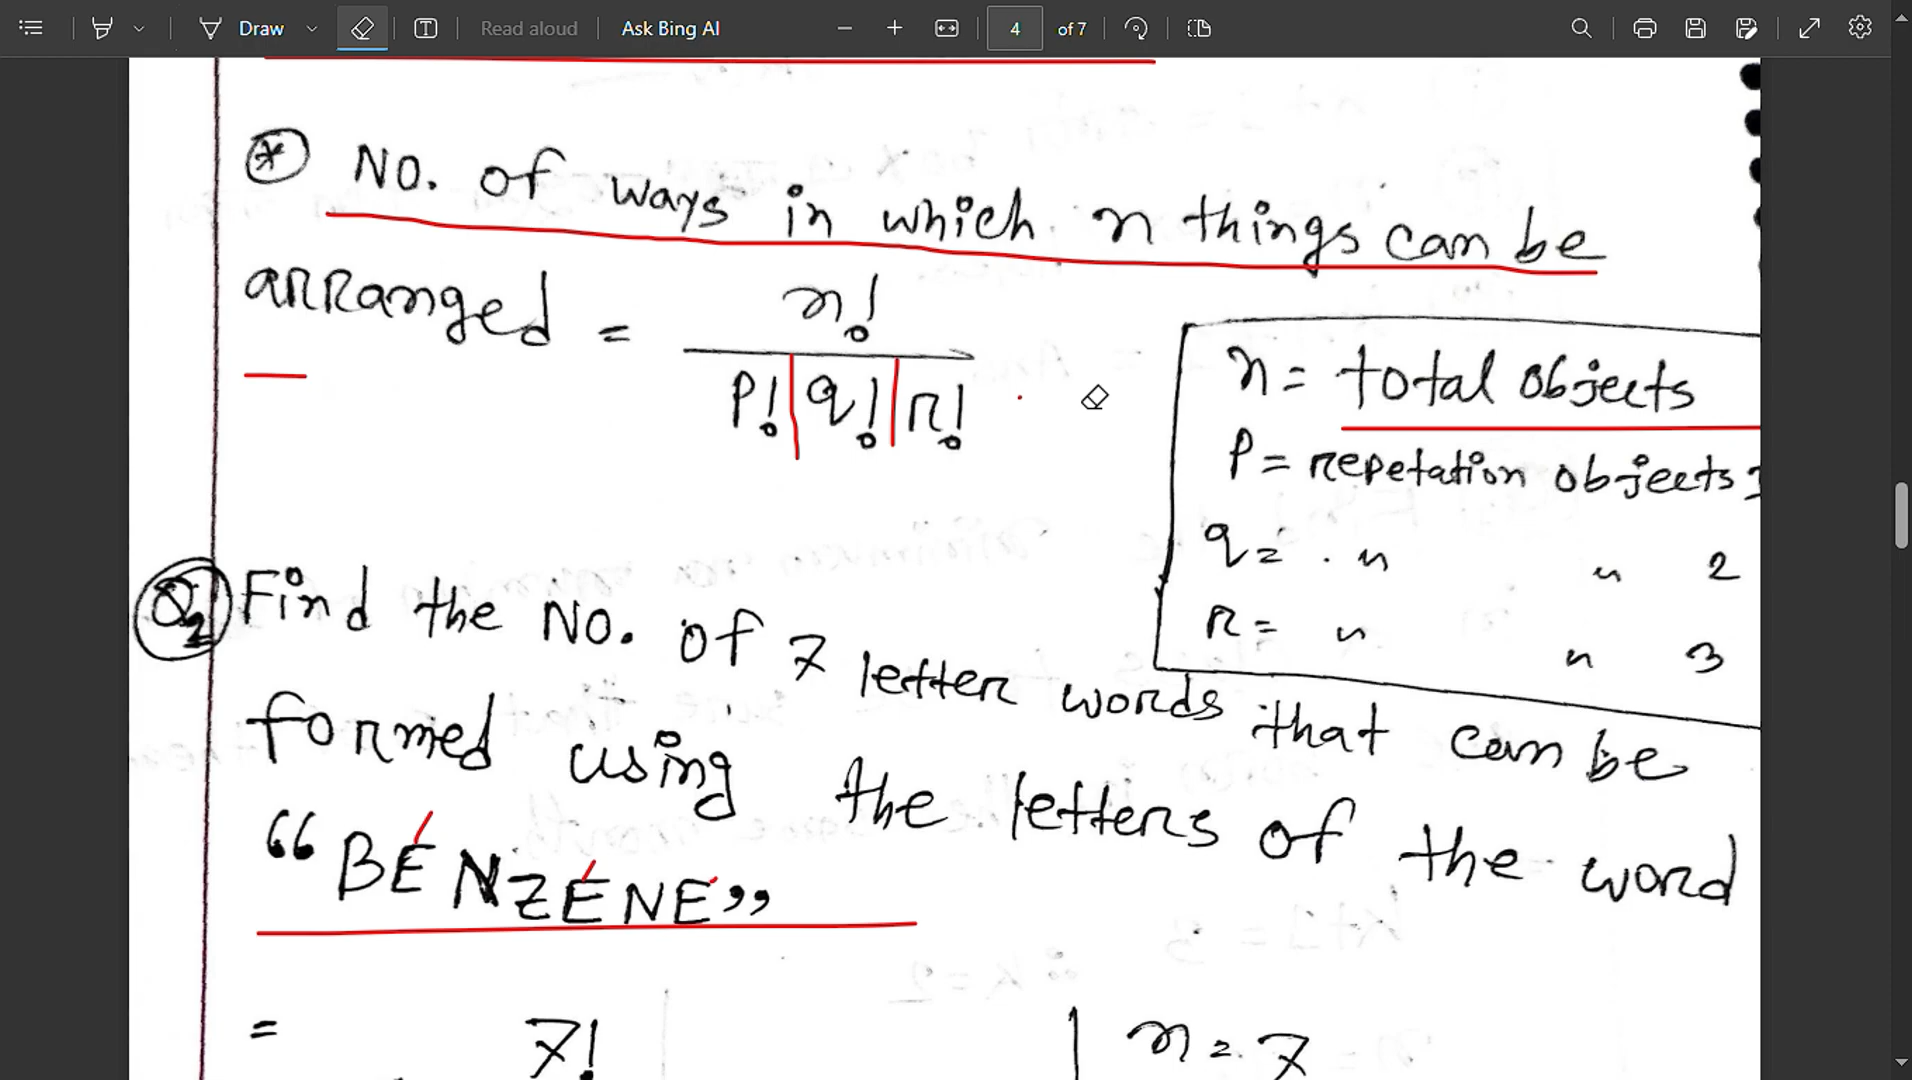 Draw Read aloud Ask Bing AI 4 of 7
* NO. of ways in which n things can be
arranged = n! / P! q! r!
n = total objects
P = repetation objects 1
q = " " 2
r = " " 3
Q2 Find the NO. of 7 letter words that can be
formed using the letters of the word
“BENZENE”
= 7!
n = 7